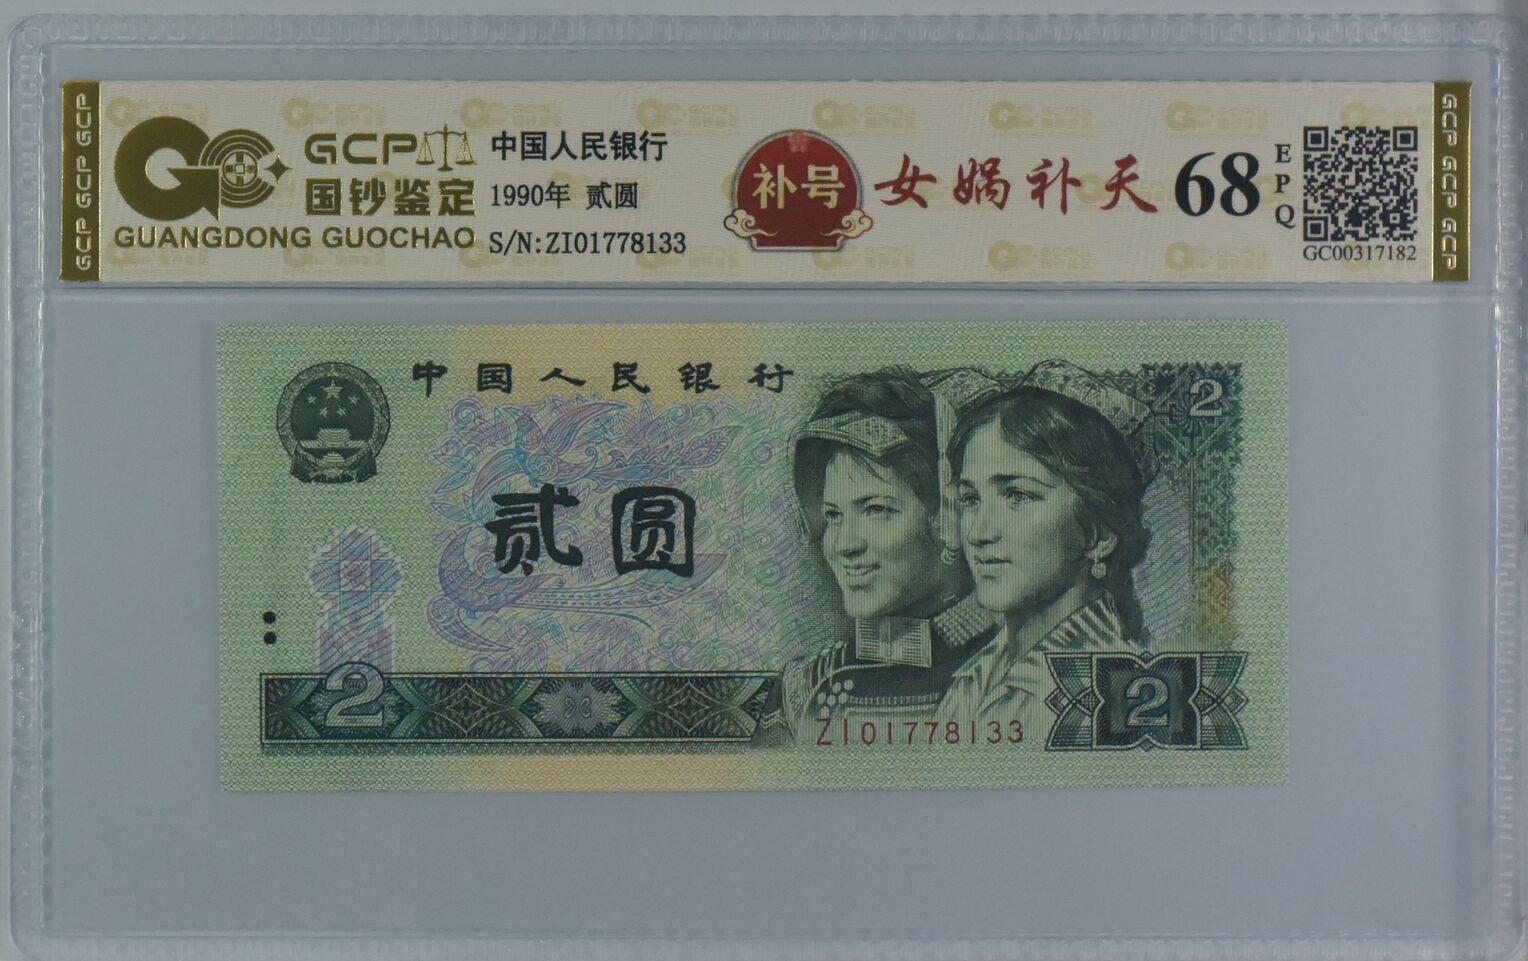 GCP
国钞鉴定
GUANGDONG GUOCHAO
中国人民银行
1990年 贰圆
S/N:ZI01778133
补号
女娲补天
68
EPQ
GC00317182
GCP GCP GCP
GCP GCP GCP
中国人民银行
2
贰圆
2
ZI01778133
2